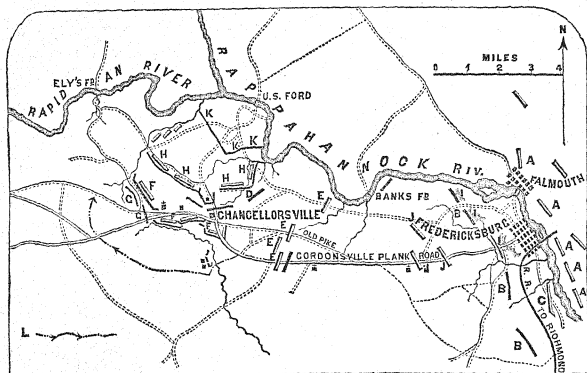 MILES
0 1 2 3 4
N
ELY'S FD.
RAPIDAN RIVER
RAPPAHANNOCK RIV.
U.S. FORD
K
K
K
H
H
H
H
G
F
D
E
BANKS FD.
A
FALMOUTH
A
A
A
A
B
I
J
FREDERICKSBURG
CHANCELLORSVILLE
G
F
F
E
E
OLD PIKE
E
GORDONSVILLE PLANK ROAD
J
J
J
B
C
B
R.R. TO RICHMOND
L